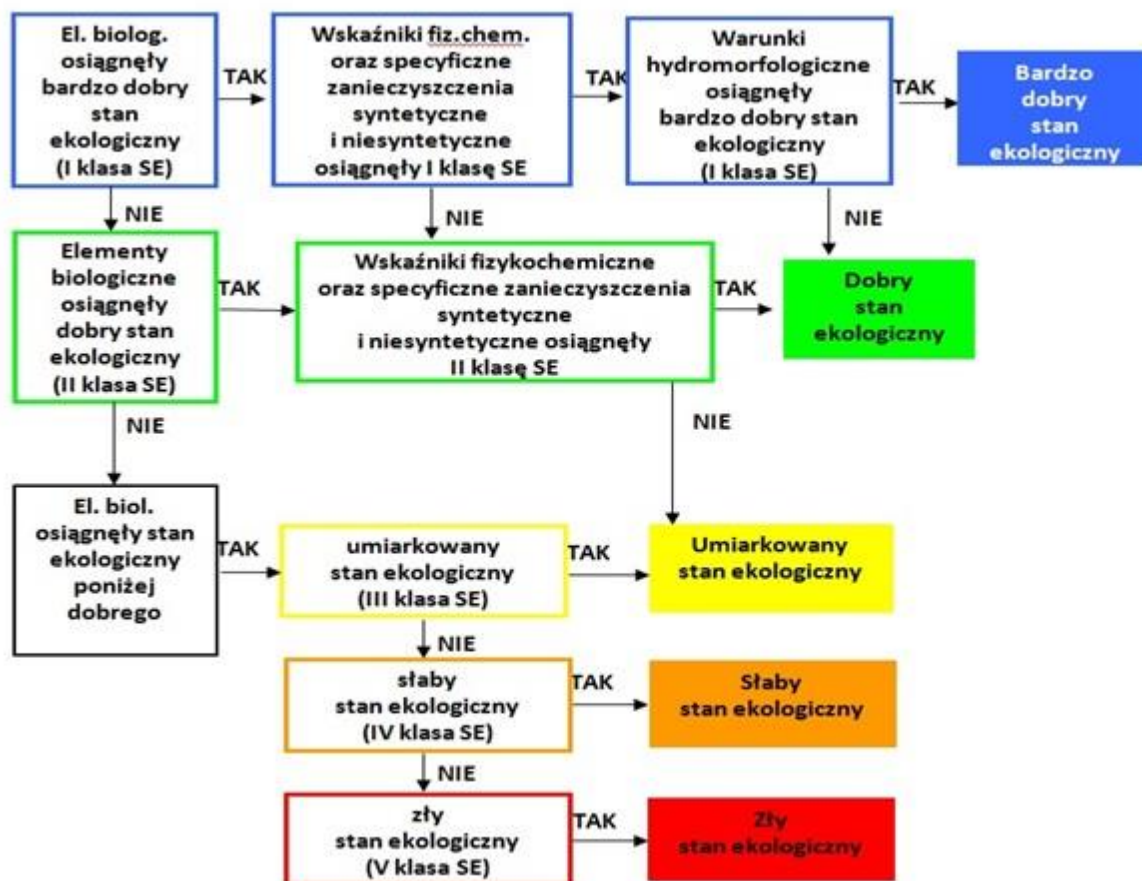 El. biolog.
osiągnęły
bardzo dobry
stan
ekologiczny
(I klasa SE)
TAK
Wskaźniki fiz.chem.
oraz specyficzne
zanieczyszczenia
syntetyczne
i niesyntetyczne
osiągnęły I klasę SE
TAK
Warunki
hydromorfologiczne
osiągnęły
bardzo dobry stan
ekologiczny
(I klasa SE)
TAK
Bardzo
dobry
stan
ekologiczny
NIE
NIE
NIE
Elementy
biologiczne
osiągnęły
dobry stan
ekologiczny
(II klasa SE)
TAK
Wskaźniki fizykochemiczne
oraz specyficzne zanieczyszczenia
syntetyczne
i niesyntetyczne osiągnęły
II klasę SE
TAK
Dobry
stan
ekologiczny
NIE
NIE
El. biol.
osiągnęły stan
ekologiczny
poniżej
dobrego
TAK
umiarkowany
stan ekologiczny
(III klasa SE)
TAK
Umiarkowany
stan ekologiczny
NIE
słaby
stan ekologiczny
(IV klasa SE)
TAK
Słaby
stan ekologiczny
NIE
zły
stan ekologiczny
(V klasa SE)
TAK
Zły
stan ekologiczny